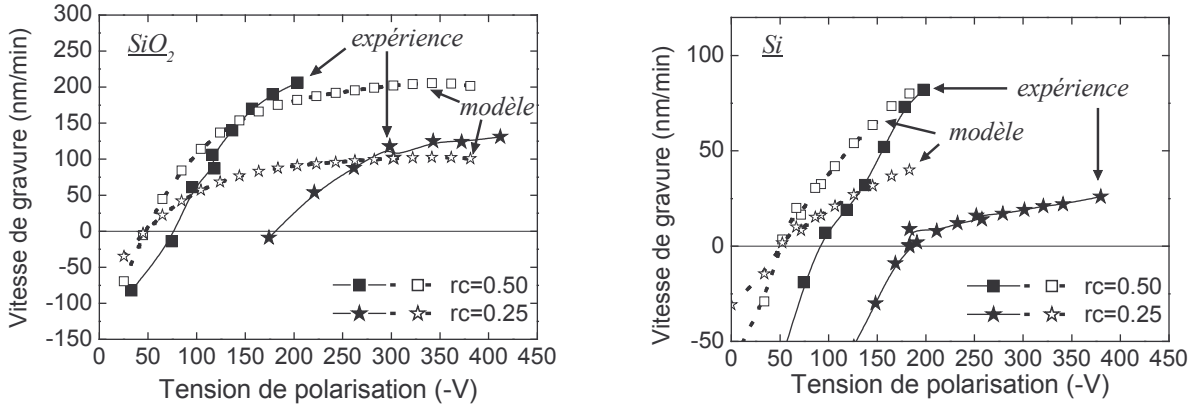 300
250
200
150
100
50
0
-50
-100
-150
0 50 100 150 200 250 300 350 400 450
Vitesse de gravure (nm/min)
Tension de polarisation (-V)
SiO2
expérience
modèle
rc=0.50
rc=0.25
100
50
0
-50
0 50 100 150 200 250 300 350 400 450
Vitesse de gravure (nm/min)
Tension de polarisation (-V)
Si
expérience
modèle
rc=0.50
rc=0.25